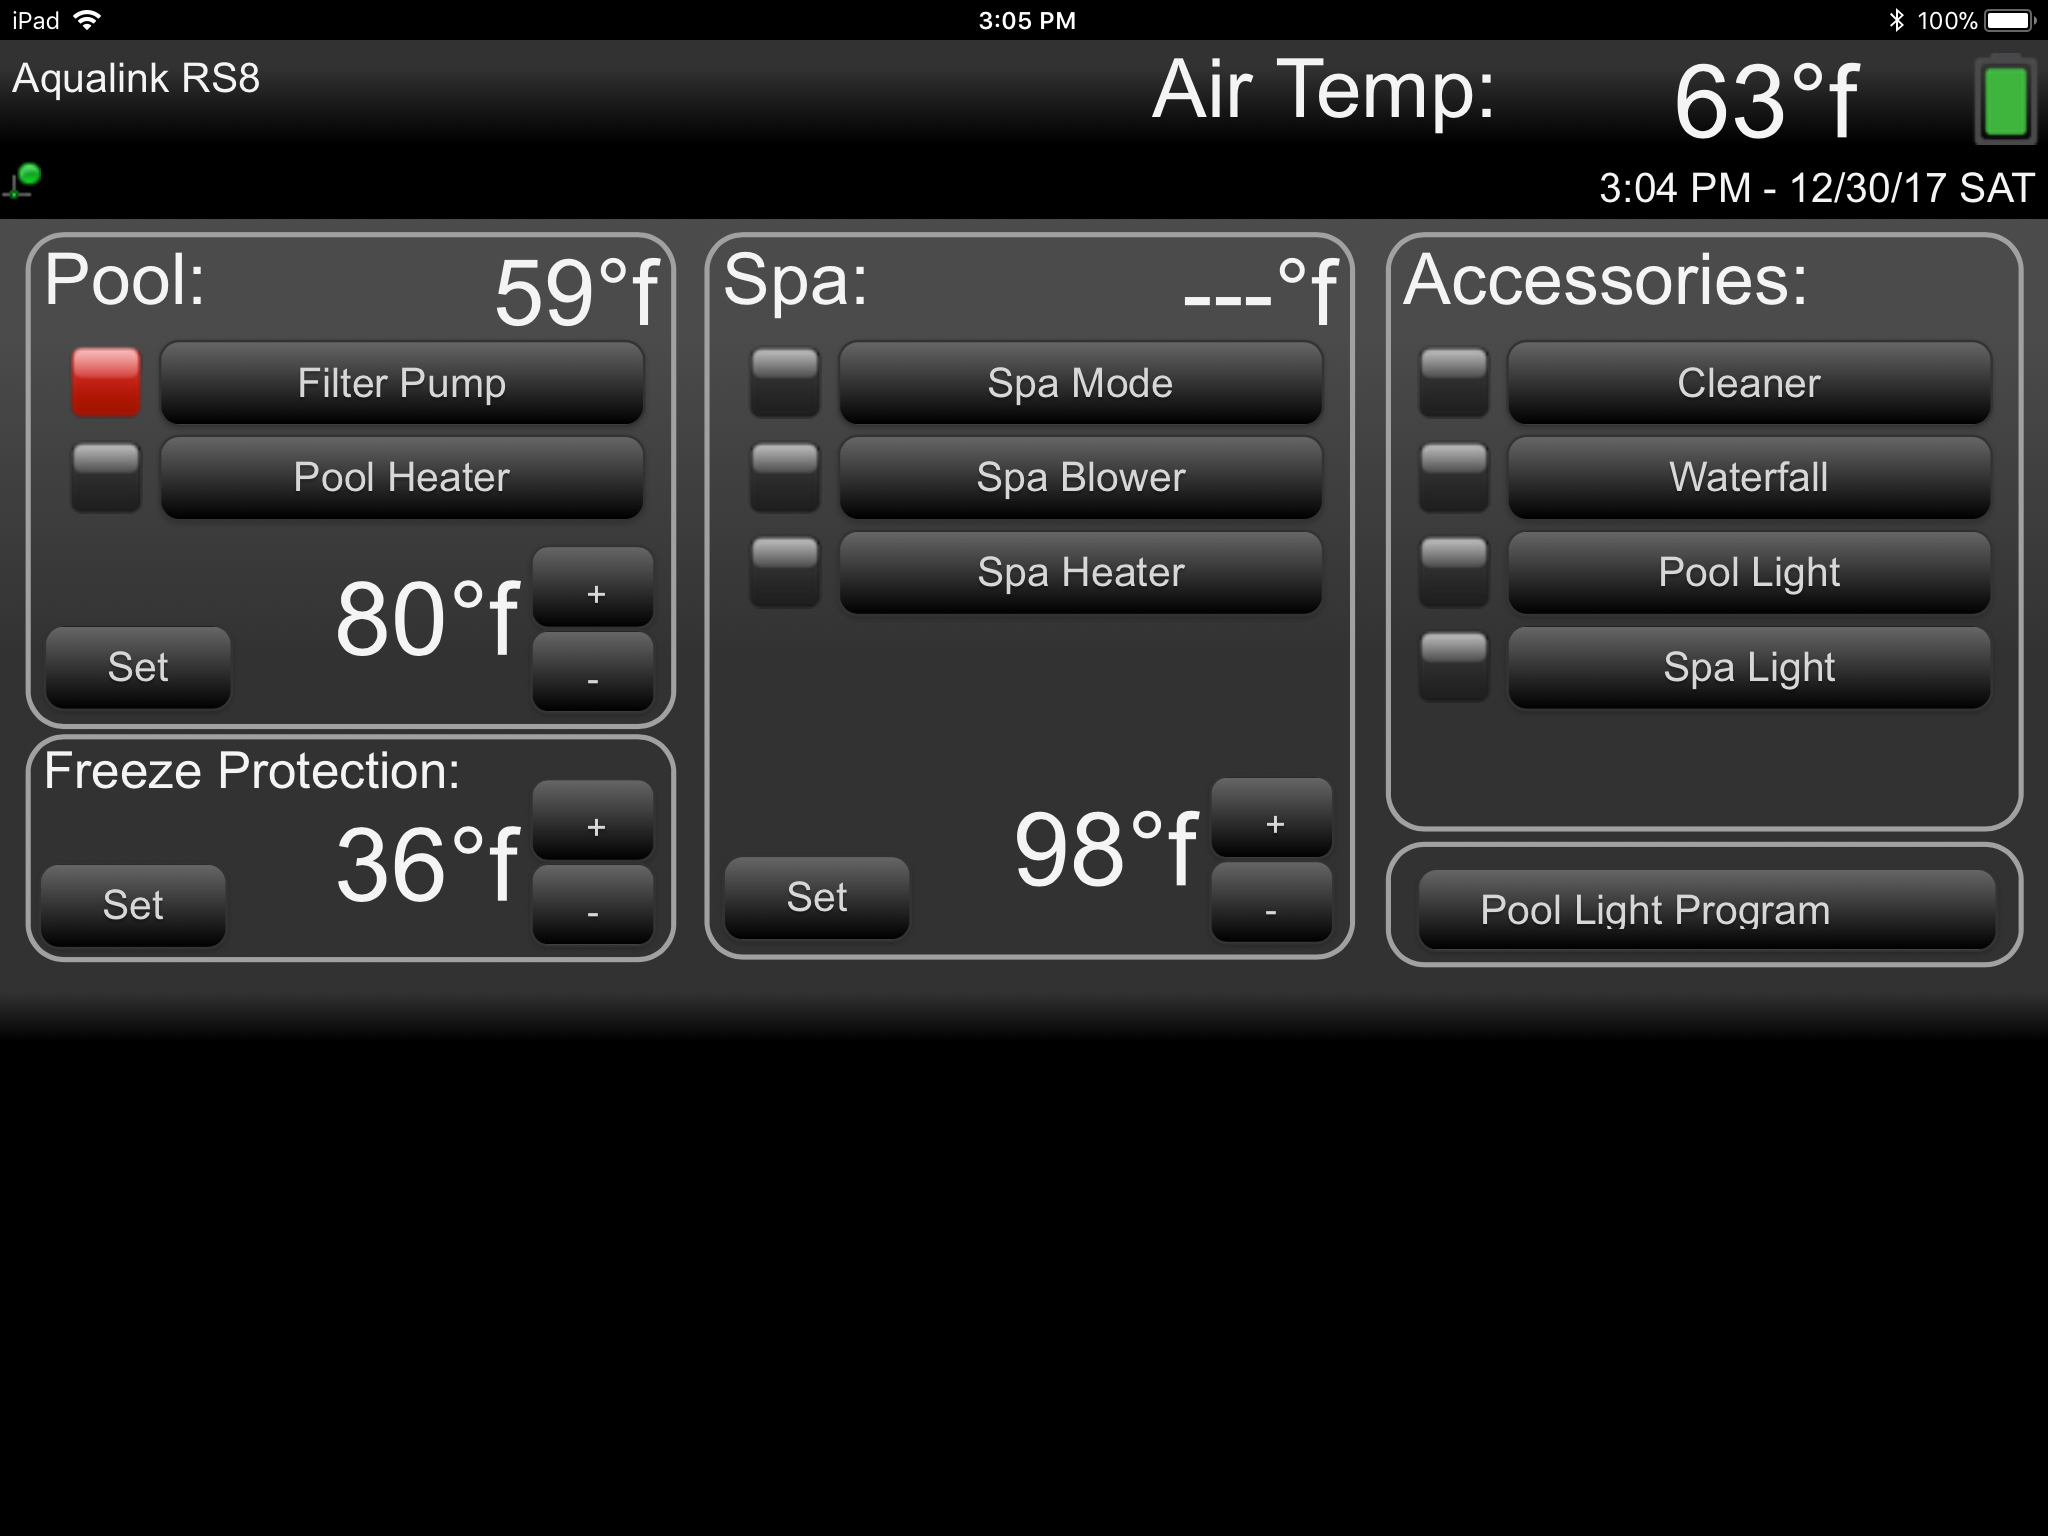 iPad 3:05 PM 100%
Aqualink RS8
Air Temp: 63°f
3:04 PM - 12/30/17 SAT
Pool: 59°f
Filter Pump
Pool Heater
80°f
+
-
Set
Freeze Protection:
36°f
+
-
Set
Spa: ---°f
Spa Mode
Spa Blower
Spa Heater
98°f
+
-
Set
Accessories:
Cleaner
Waterfall
Pool Light
Spa Light
Pool Light Program